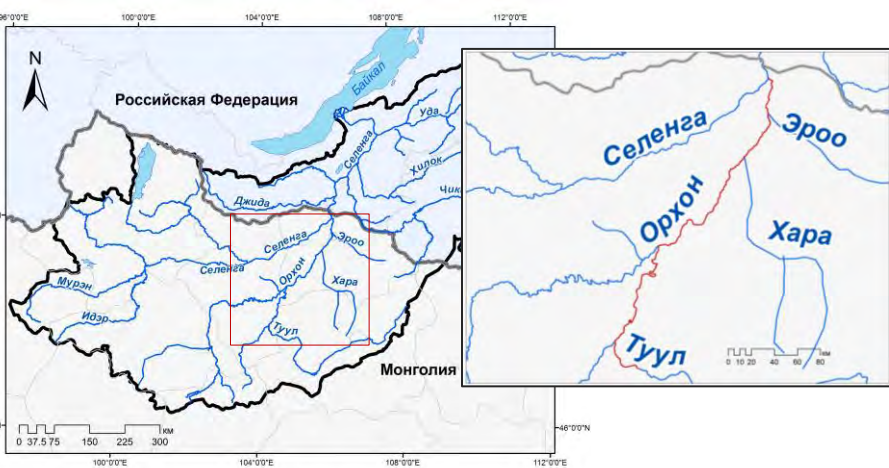 96°0'0"E 100°0'0"E 104°0'0"E 108°0'0"E 112°0'0"E
N
Российская Федерация
Байкал
Уда
Селенга
Хилок
Чик
Джида
Селенга
Эроо
Селенга
Орхон
Хара
Мурэн
Идэр
Туул
Монголия
0 37.5 75 150 225 300 км
46°0'0"N
100°0'0"E 104°0'0"E 108°0'0"E 112°0'0"E
Селенга
Эроо
Орхон
Хара
Туул
0 10 20 40 60 80 км